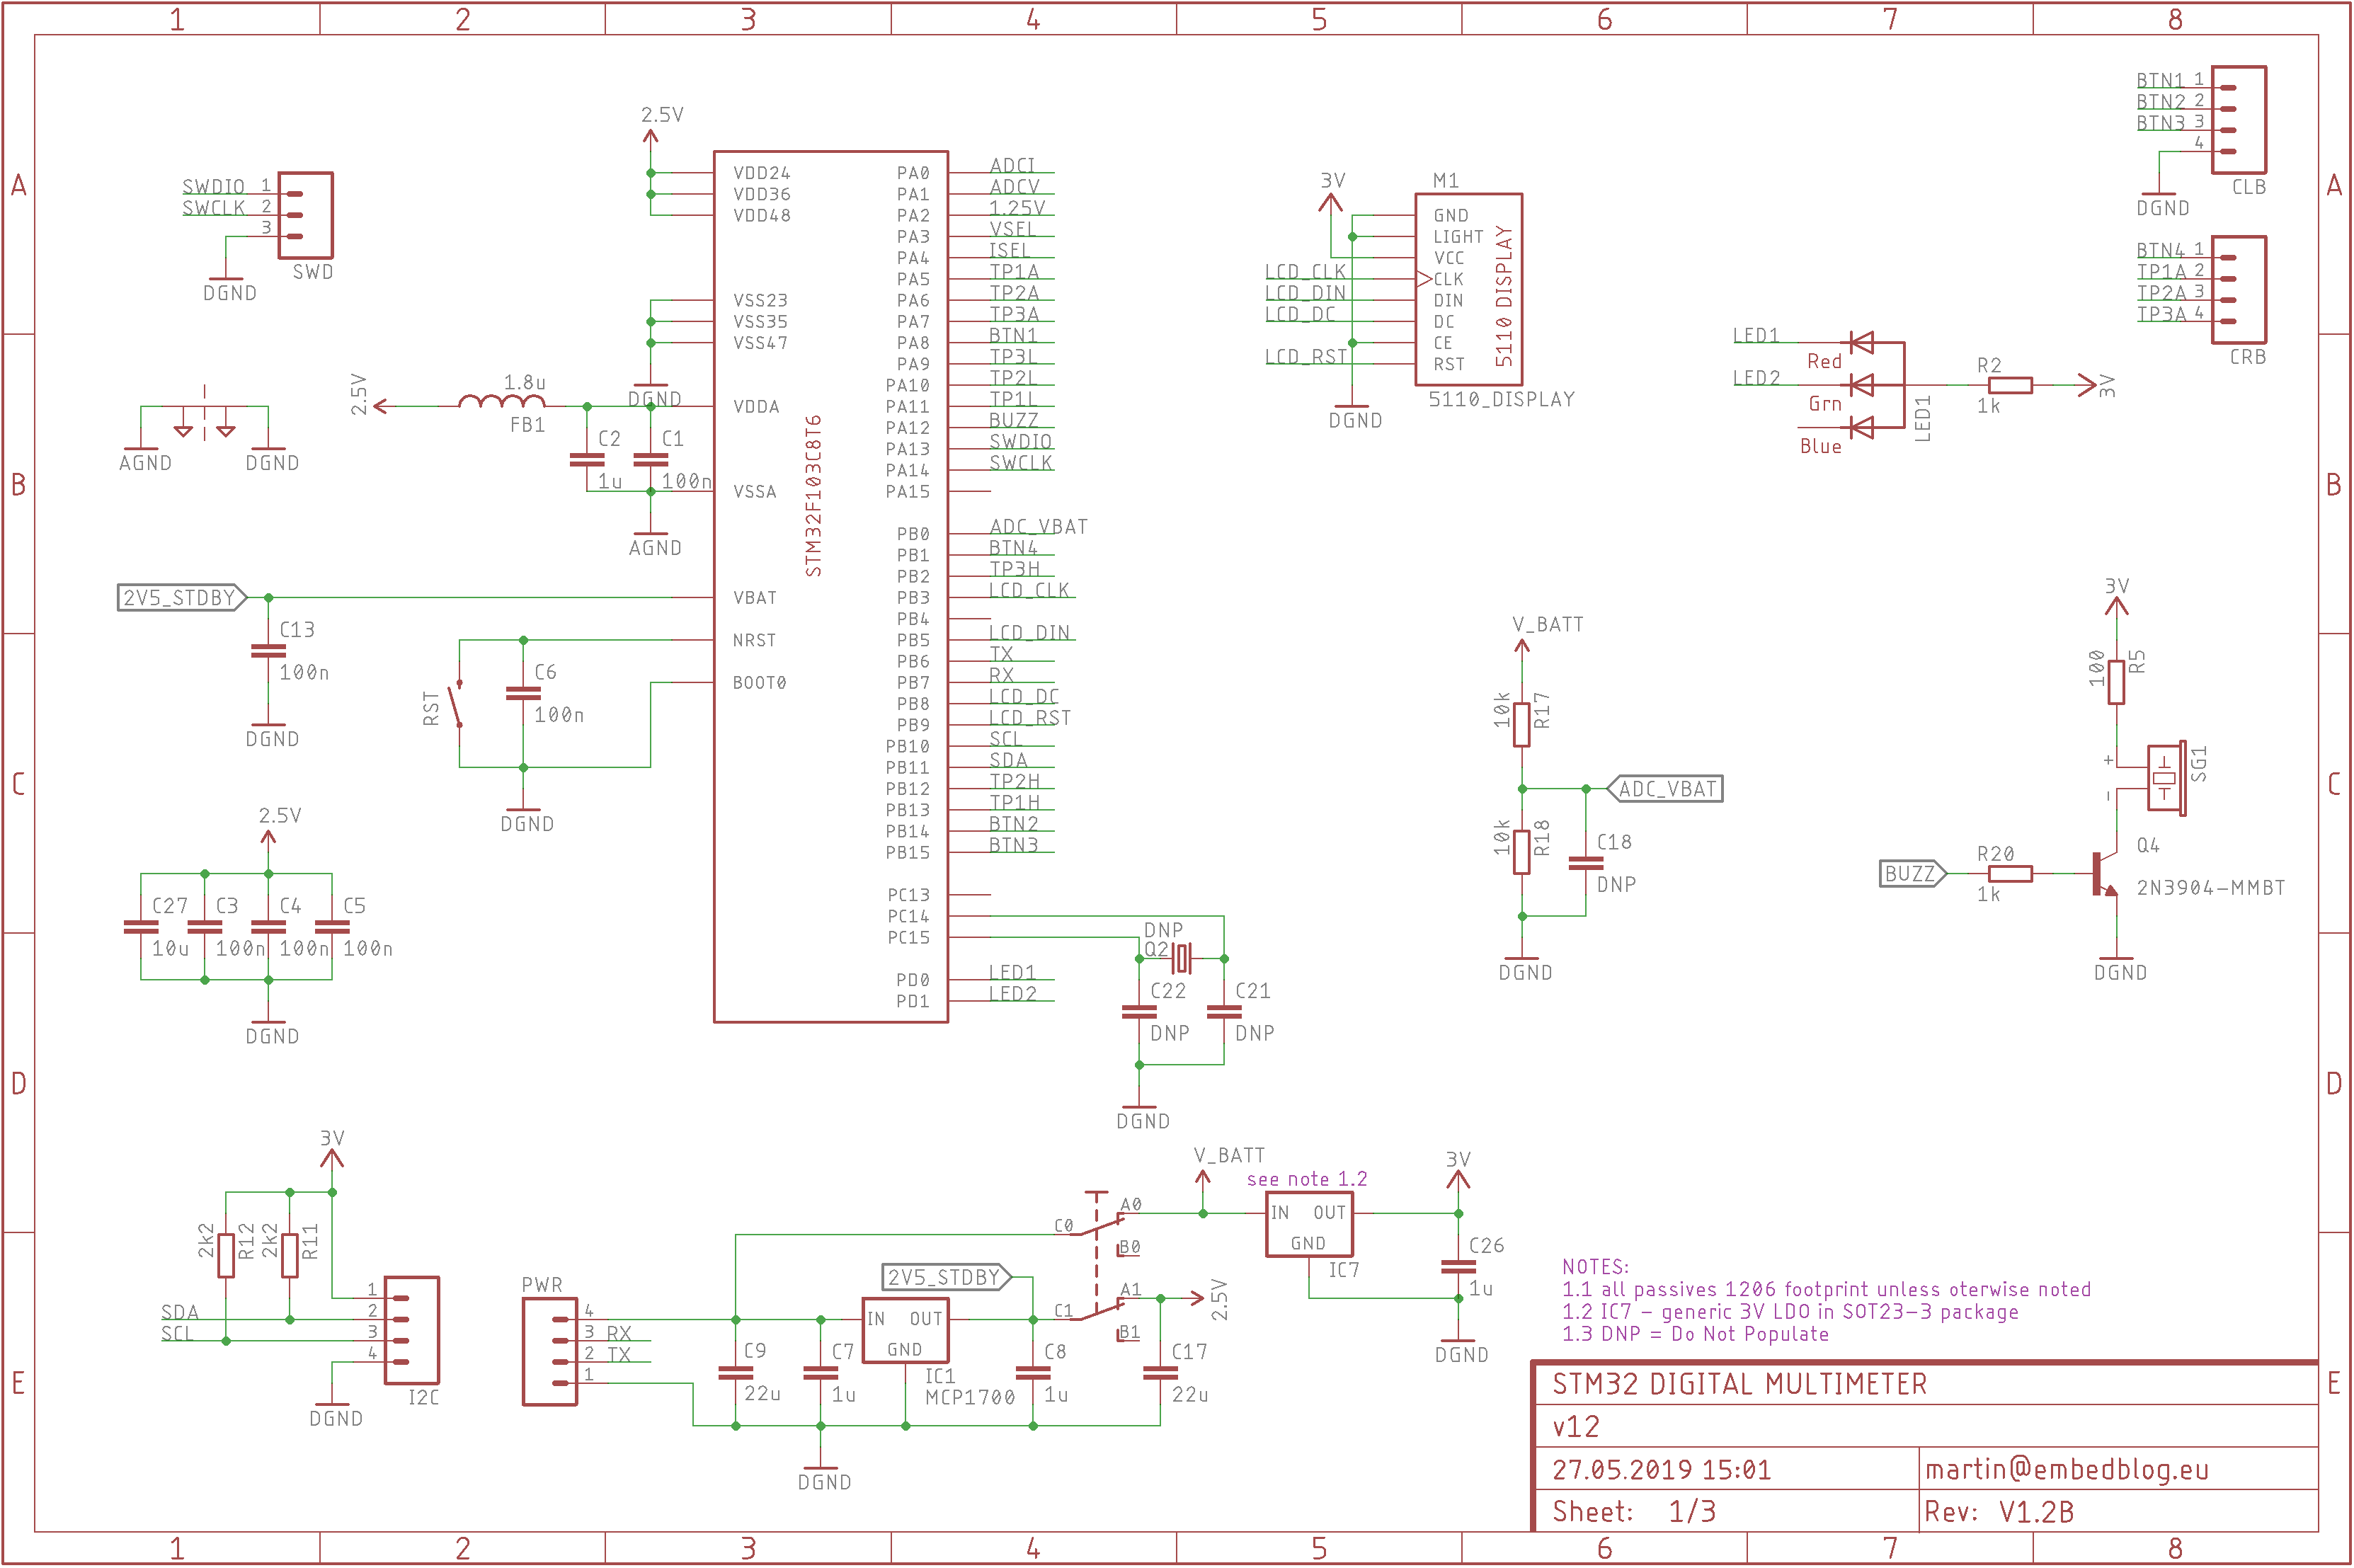 1 2 3 4 5 6 7 8
A
B
C
D
E
A
B
C
D
E
SWDIO 1
SWCLK 2
3
SWD
DGND
2.5V
VDD24
VDD36
VDD48
VSS23
VSS35
VSS47
DGND
VDDA
VSSA
VBAT
NRST
BOOT0
STM32F103C8T6
PA0 ADCI
PA1 ADCV
PA2 1.25V
PA3 VSEL
PA4 ISEL
PA5 TP1A
PA6 TP2A
PA7 TP3A
PA8 BTN1
PA9 TP3L
PA10 TP2L
PA11 TP1L
PA12 BUZZ
PA13 SWDIO
PA14 SWCLK
PA15
PB0 ADC_VBAT
PB1 BTN4
PB2 TP3H
PB3 LCD_CLK
PB4
PB5 LCD_DIN
PB6 TX
PB7 RX
PB8 LCD_DC
PB9 LCD_RST
PB10 SCL
PB11 SDA
PB12 TP2H
PB13 TP1H
PB14 BTN2
PB15 BTN3
PC13
PC14
PC15
PD0 LED1
PD1 LED2
2.5V
1.8u
FB1
C2
1u
C1
100n
AGND
AGND
DGND
2V5_STDBY
C13
100n
DGND
RST
C6
100n
DGND
2.5V
C27
10u
C3
100n
C4
100n
C5
100n
DGND
DNP
Q2
C22
DNP
C21
DNP
DGND
3V
M1
GND
LIGHT
VCC
LCD_CLK CLK
LCD_DIN DIN
LCD_DC DC
CE
LCD_RST RST
5110 DISPLAY
5110_DISPLAY
DGND
BTN1 1
BTN2 2
BTN3 3
4
CLB
DGND
BTN4 1
TP1A 2
TP2A 3
TP3A 4
CRB
LED1
Red
LED2
Grn
Blue
LED1
R2
1k
3V
V_BATT
10k
R17
ADC_VBAT
10k
R18
C18
DNP
DGND
3V
100
R5
+
-
SG1
BUZZ
R20
1k
Q4
2N3904-MMBT
DGND
3V
2k2
R12
2k2
R11
SDA
SCL
1
2
3
4
I2C
DGND
PWR
4
3 RX
2 TX
1
C9
22u
C7
1u
2V5_STDBY
IN OUT
GND
IC1
MCP1700
C8
1u
C0
A0
B0
C1
A1
B1
2.5V
C17
22u
DGND
V_BATT
see note 1.2
IN OUT
GND
IC7
3V
C26
1u
DGND
NOTES:
1.1 all passives 1206 footprint unless oterwise noted
1.2 IC7 - generic 3V LDO in SOT23-3 package
1.3 DNP = Do Not Populate
STM32 DIGITAL MULTIMETER
v12
27.05.2019 15:01
martin@embedblog.eu
Sheet: 1/3
Rev: V1.2B
1 2 3 4 5 6 7 8